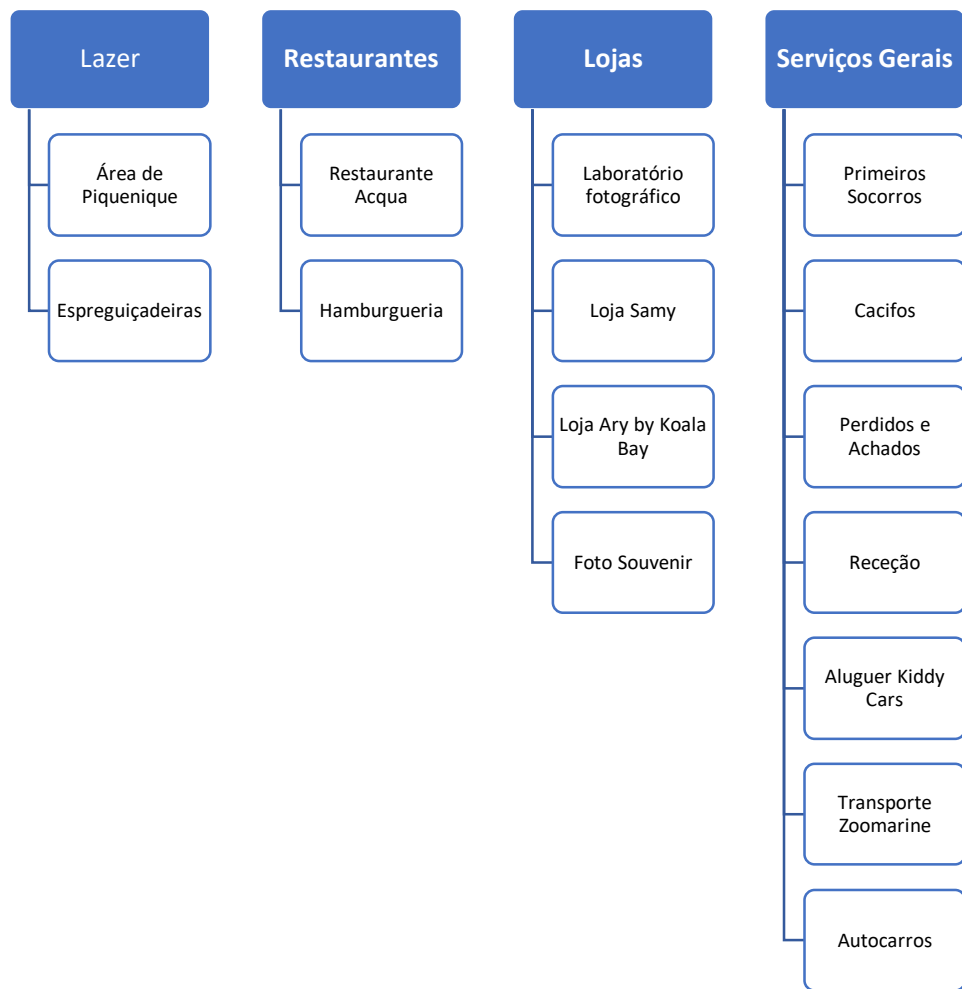 Lazer
Área de
Piquenique
Espreguiçadeiras
Restaurantes
Restaurante
Acqua
Hamburgueria
Lojas
Laboratório
fotográfico
Loja Samy
Loja Ary by Koala
Bay
Foto Souvenir
Serviços Gerais
Primeiros
Socorros
Cacifos
Perdidos e
Achados
Receção
Aluguer Kiddy
Cars
Transporte
Zoomarine
Autocarros